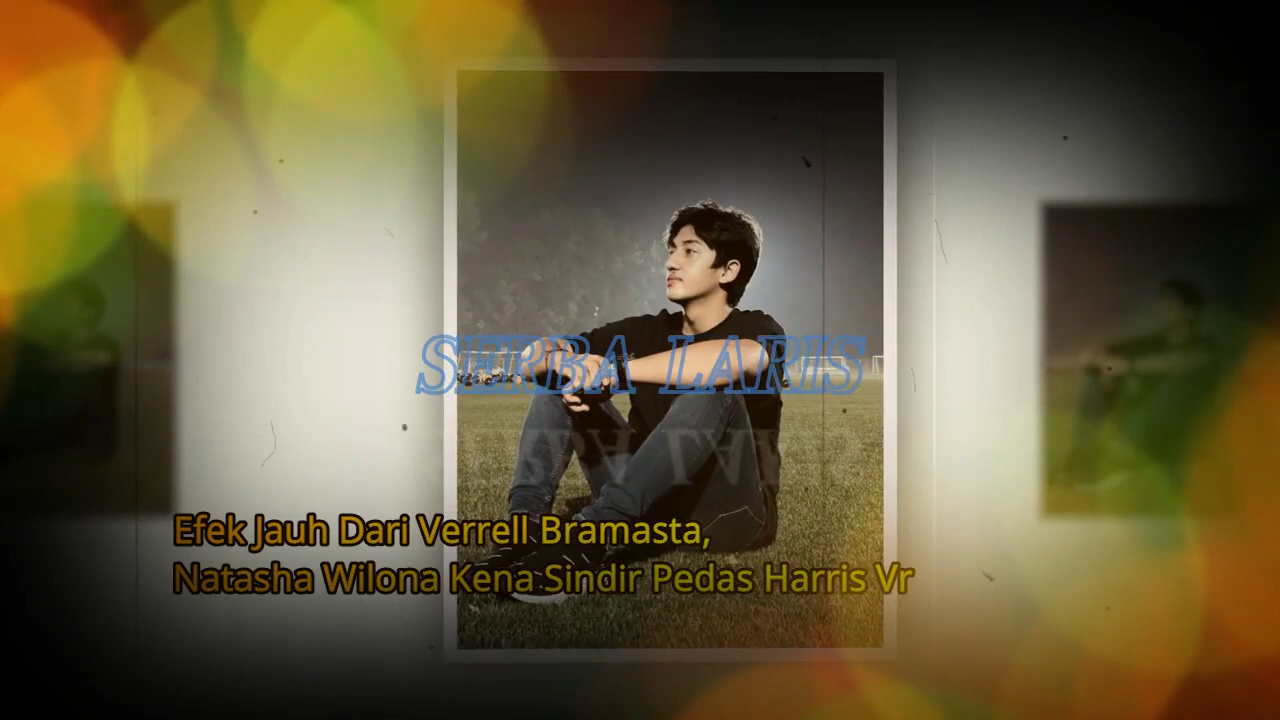 SERBA LARIS
Efek Jauh Dari Verrell Bramasta,
Natasha Wilona Kena Sindir Pedas Harris Vr